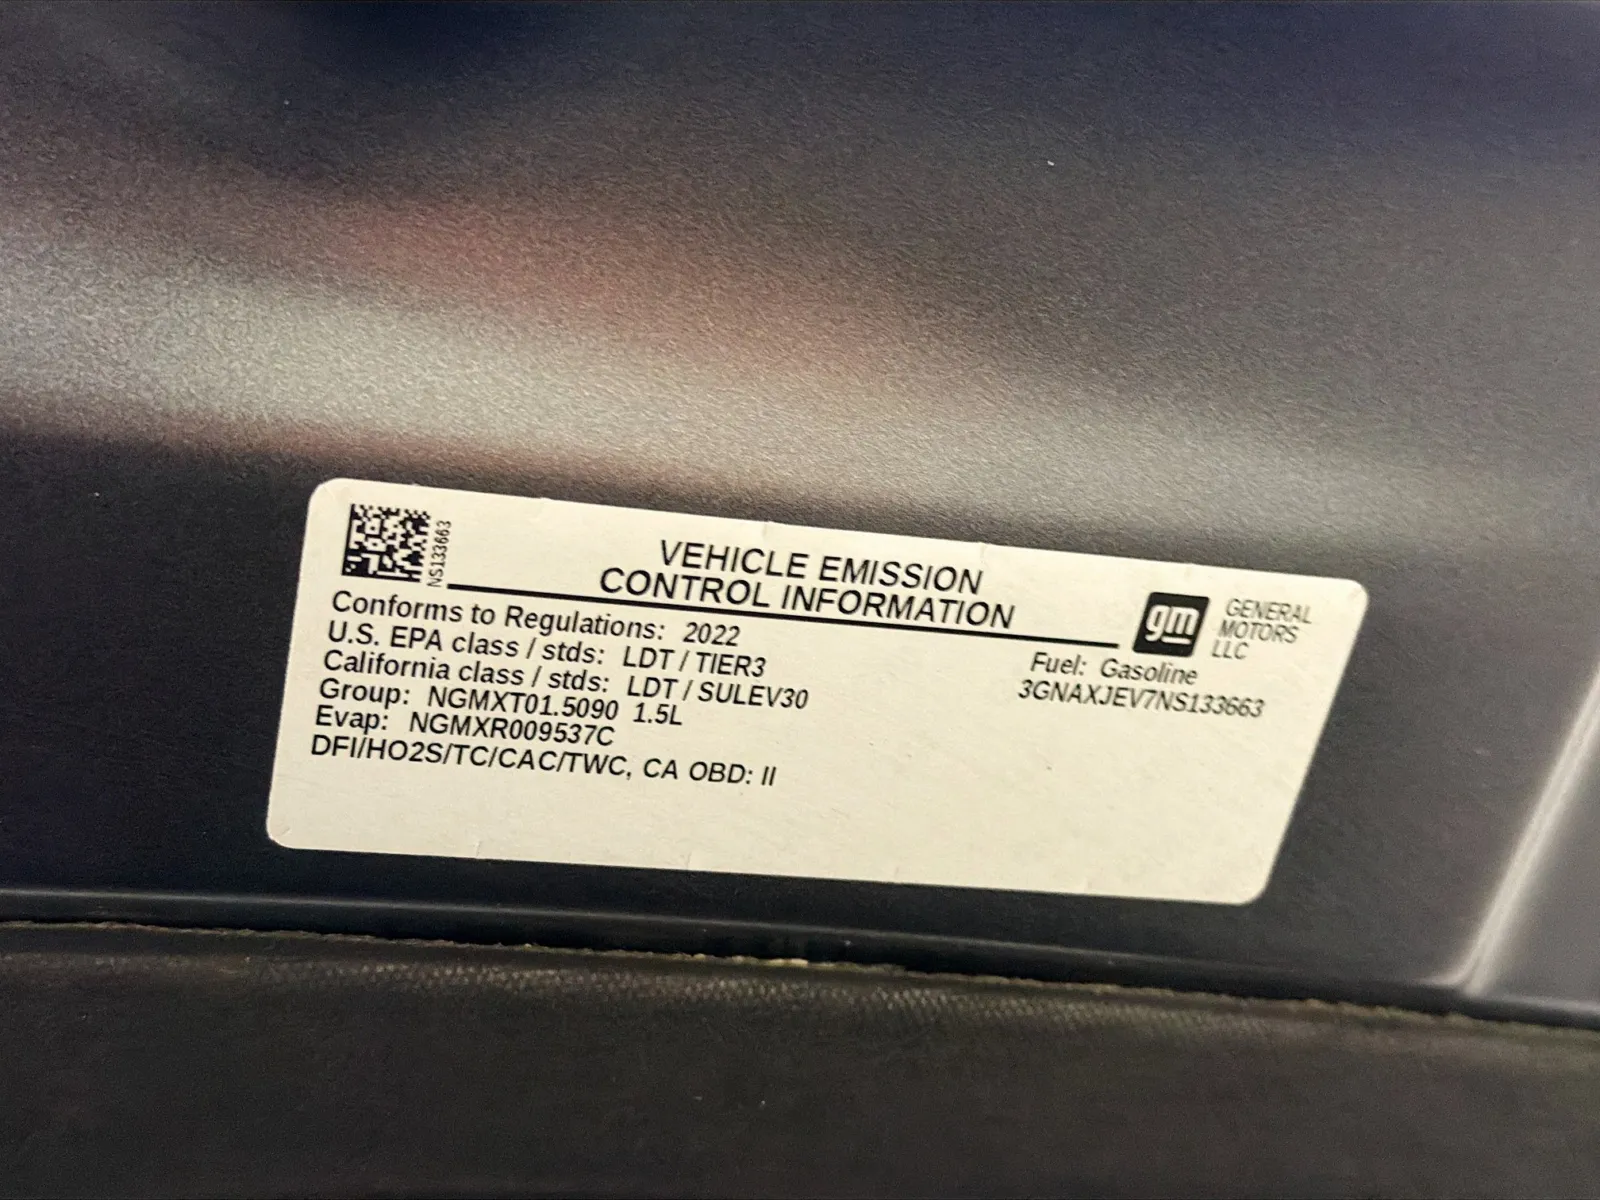 NS133663
VEHICLE EMISSION
CONTROL INFORMATION
gm
GENERAL
MOTORS
LLC
Conforms to Regulations: 2022
U.S. EPA class / stds: LDT / TIER3
California class / stds: LDT / SULEV30
Group: NGMXT01.5090 1.5L
Evap: NGMXR009537C
DFI/HO2S/TC/CAC/TWC, CA OBD: II
Fuel: Gasoline
3GNAXJEV7NS133663